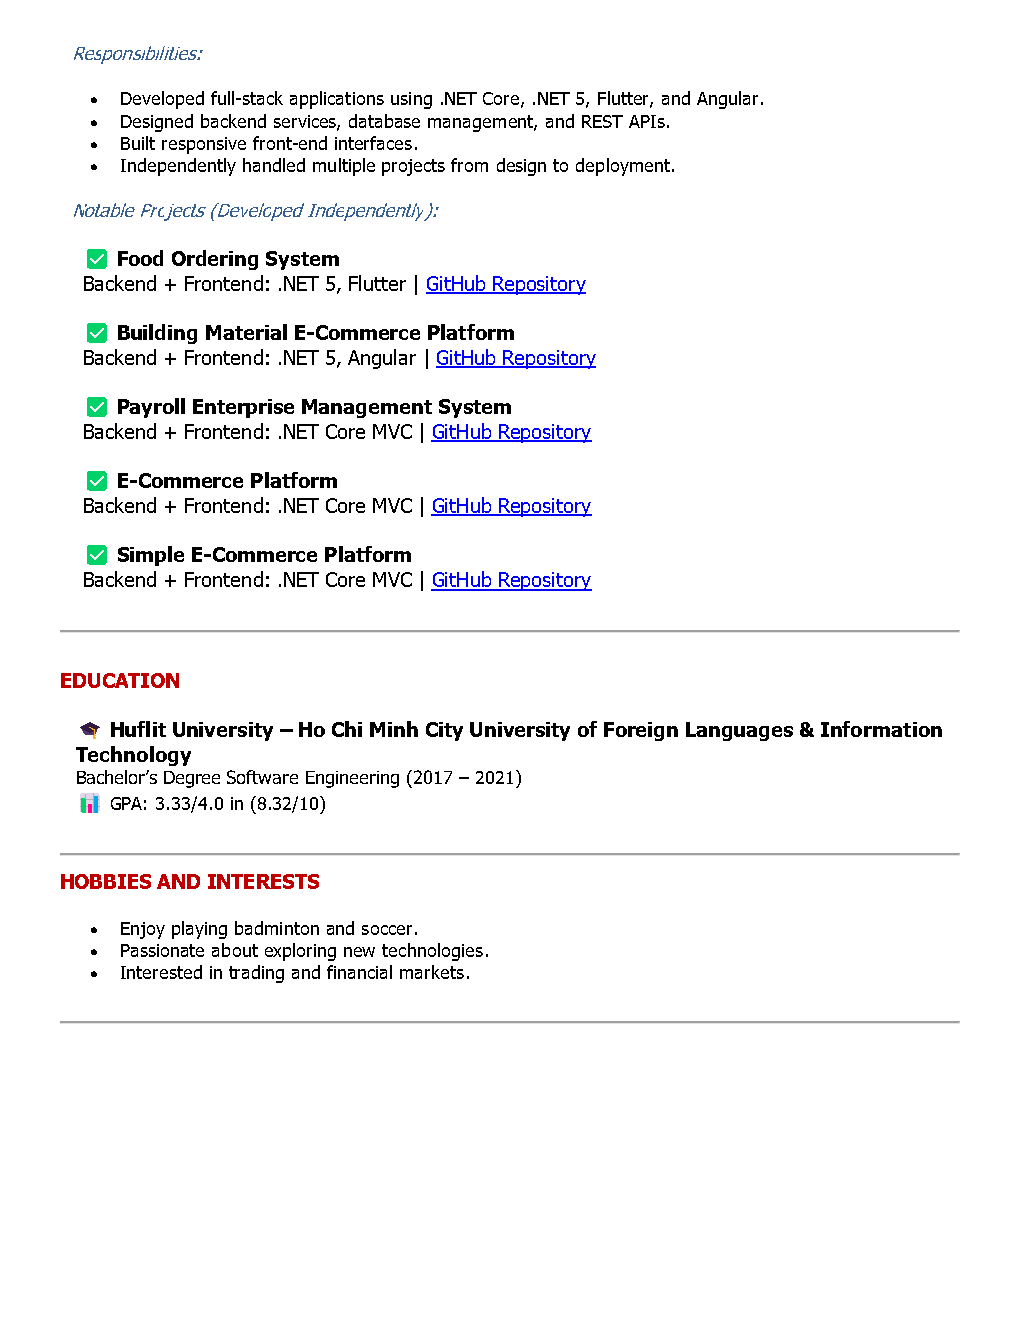 Responsibilities:
• Developed full-stack applications using .NET Core, .NET 5, Flutter, and Angular.
• Designed backend services, database management, and REST APIs.
• Built responsive front-end interfaces.
• Independently handled multiple projects from design to deployment.
Notable Projects (Developed Independently):
✅ Food Ordering System
Backend + Frontend: .NET 5, Flutter | GitHub Repository
✅ Building Material E-Commerce Platform
Backend + Frontend: .NET 5, Angular | GitHub Repository
✅ Payroll Enterprise Management System
Backend + Frontend: .NET Core MVC | GitHub Repository
✅ E-Commerce Platform
Backend + Frontend: .NET Core MVC | GitHub Repository
✅ Simple E-Commerce Platform
Backend + Frontend: .NET Core MVC | GitHub Repository
EDUCATION
🎓 Huflit University – Ho Chi Minh City University of Foreign Languages & Information
Technology
Bachelor’s Degree Software Engineering (2017 – 2021)
📊 GPA: 3.33/4.0 in (8.32/10)
HOBBIES AND INTERESTS
• Enjoy playing badminton and soccer.
• Passionate about exploring new technologies.
• Interested in trading and financial markets.